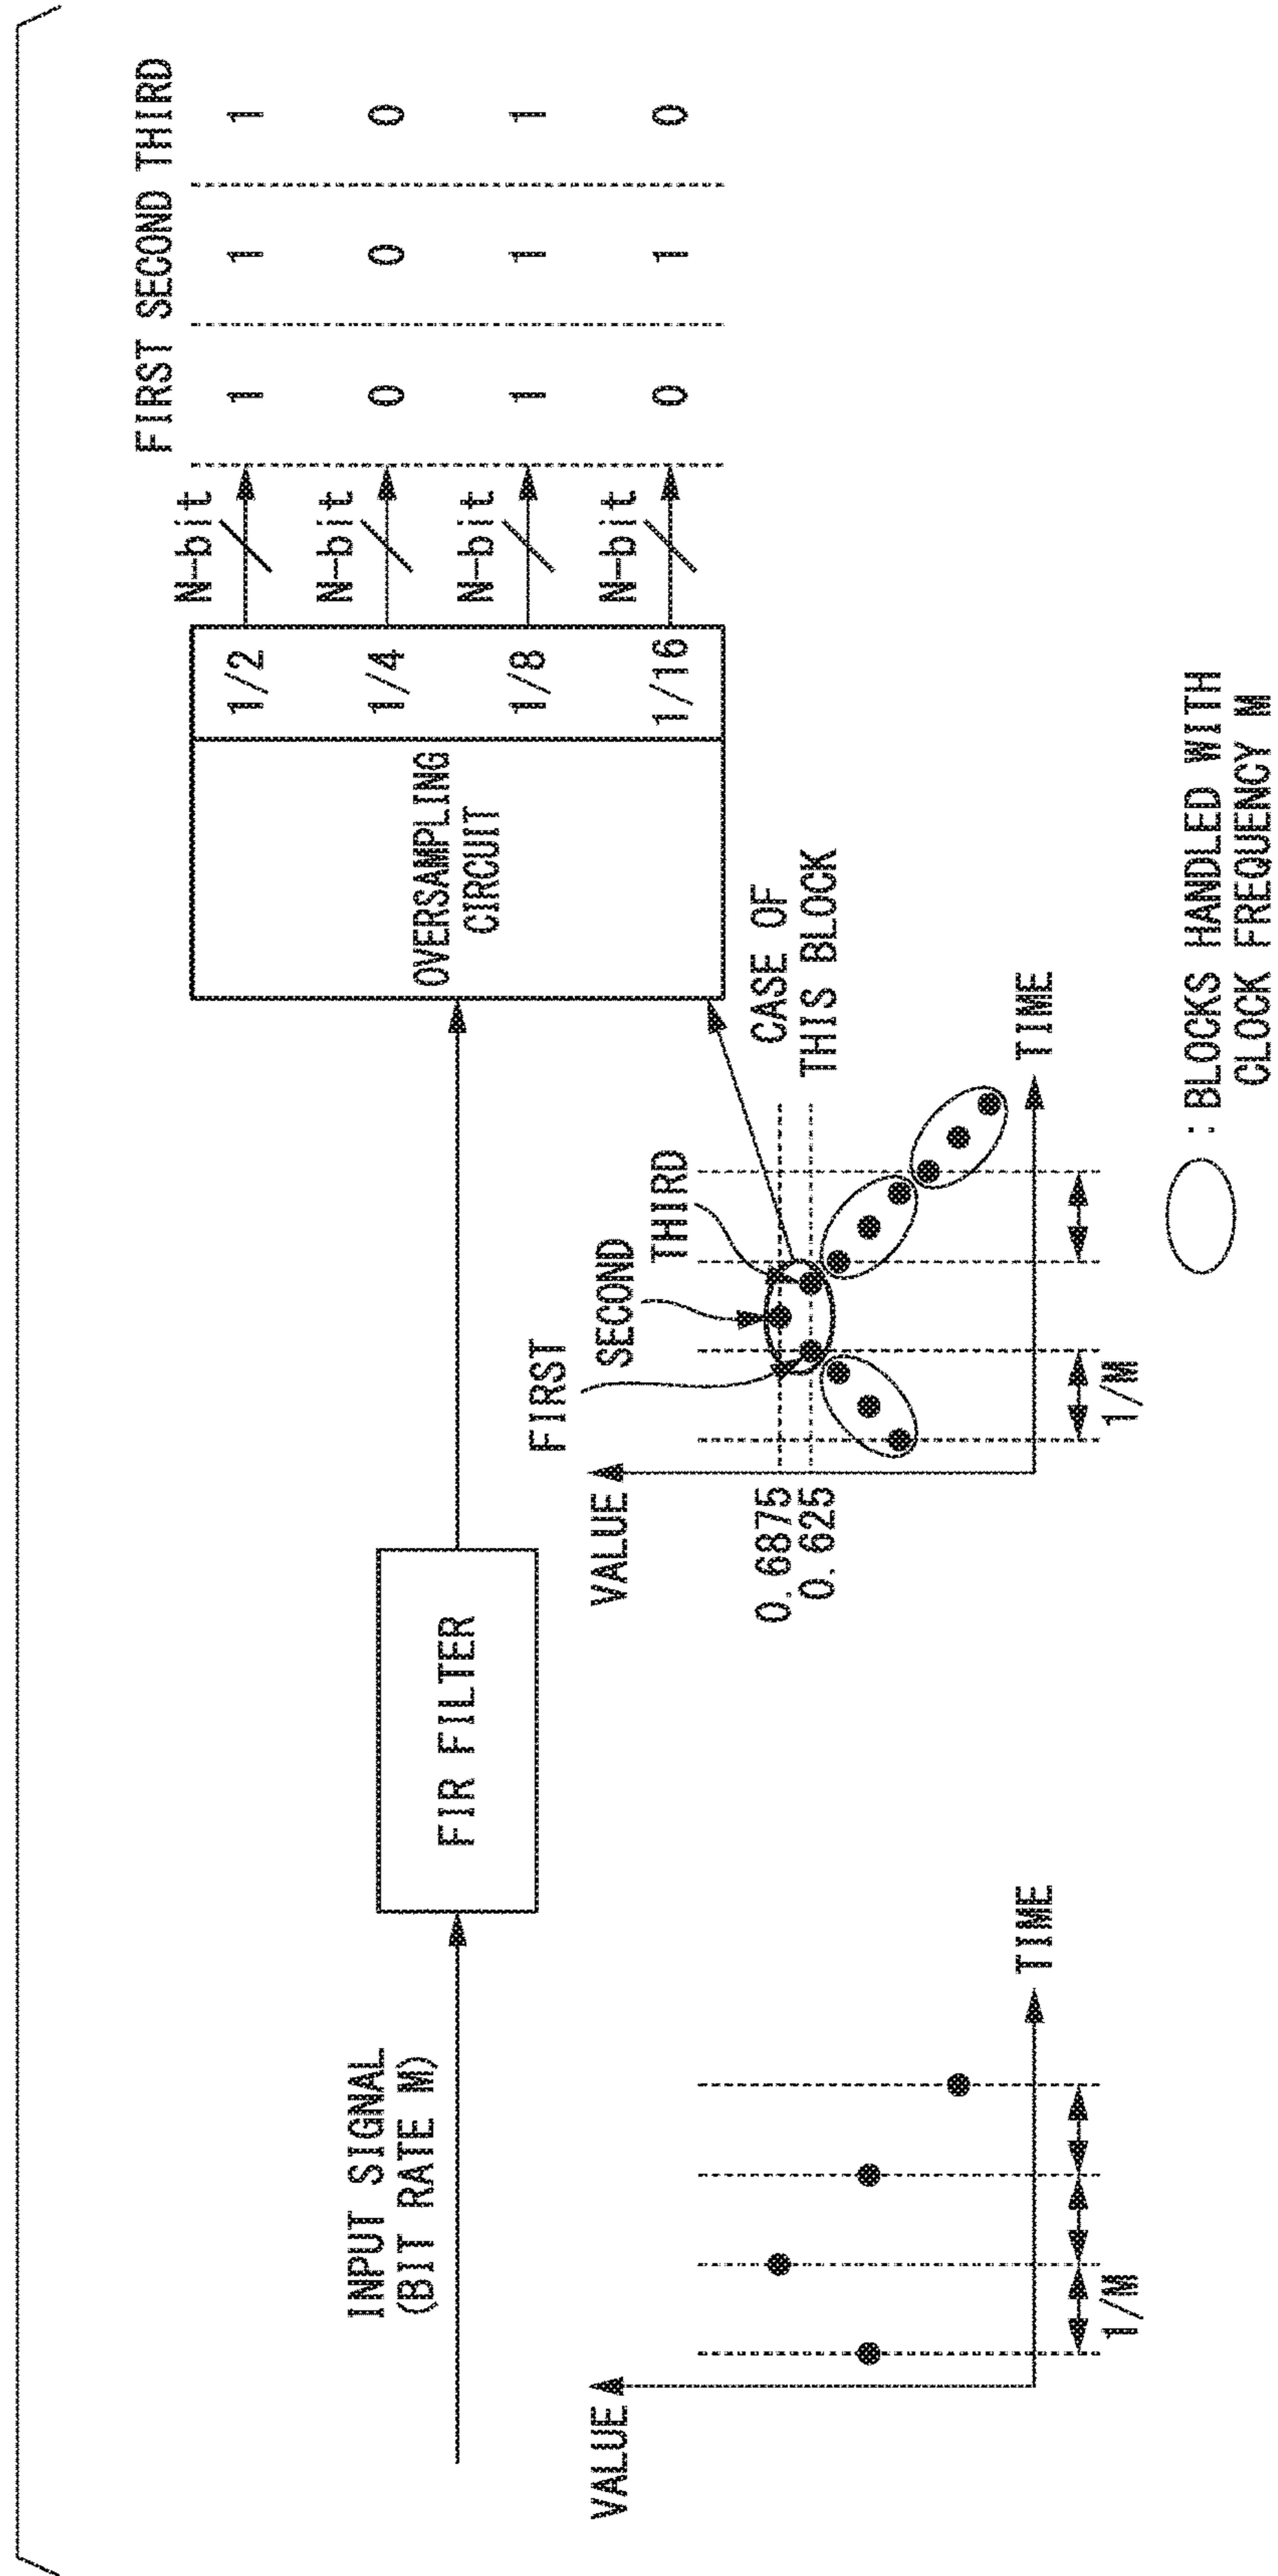 INPUT SIGNAL
(BIT RATE M)
FIR FILTER
OVERSAMPLING
CIRCUIT
1/2
1/4
1/8
1/16
N-bit
N-bit
N-bit
N-bit
FIRST SECOND THIRD
1 1 1
0 0 0
1 1 1
0 1 0
VALUE
TIME
1/M
VALUE
0.6875
0.625
FIRST
SECOND
THIRD
CASE OF
THIS BLOCK
TIME
1/M
: BLOCKS HANDLED WITH
CLOCK FREQUENCY M